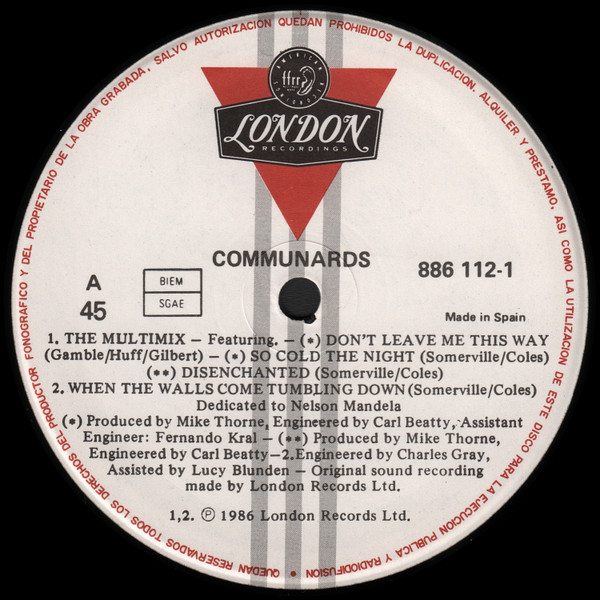 QUEDAN RESERVADOS TODOS LOS DERECHOS DEL PRODUCTOR FONOGRAFICO Y DEL PROPIETARIO DE LA OBRA GRABADA, SALVO AUTORIZACION QUEDAN PROHIBIDOS LA DUPLICACION, ALQUILER Y PRESTAMO, ASI COMO LA UTILIZACION DE ESTE DISCO PARA LA EJECUCION PUBLICA Y RADIODIFUSION •
ffrr
LONDON
RECORDINGS
COMMUNARDS
886 112-1
A
45
BIEM
SGAE
Made in Spain
1. THE MULTIMIX – Featuring. – (*) DON'T LEAVE ME THIS WAY
(Gamble/Huff/Gilbert) – (*) SO COLD THE NIGHT (Somerville/Coles)
(**) DISENCHANTED (Somerville/Coles)
2. WHEN THE WALLS COME TUMBLING DOWN (Somerville/Coles)
Dedicated to Nelson Mandela
(*) Produced by Mike Thorne, Engineered by Carl Beatty, Assistant
Engineer: Fernando Kral – (**) Produced by Mike Thorne,
Engineered by Carl Beatty – 2. Engineered by Charles Gray,
Assisted by Lucy Blunden – Original sound recording
made by London Records Ltd.
1,2. ℗ 1986 London Records Ltd.